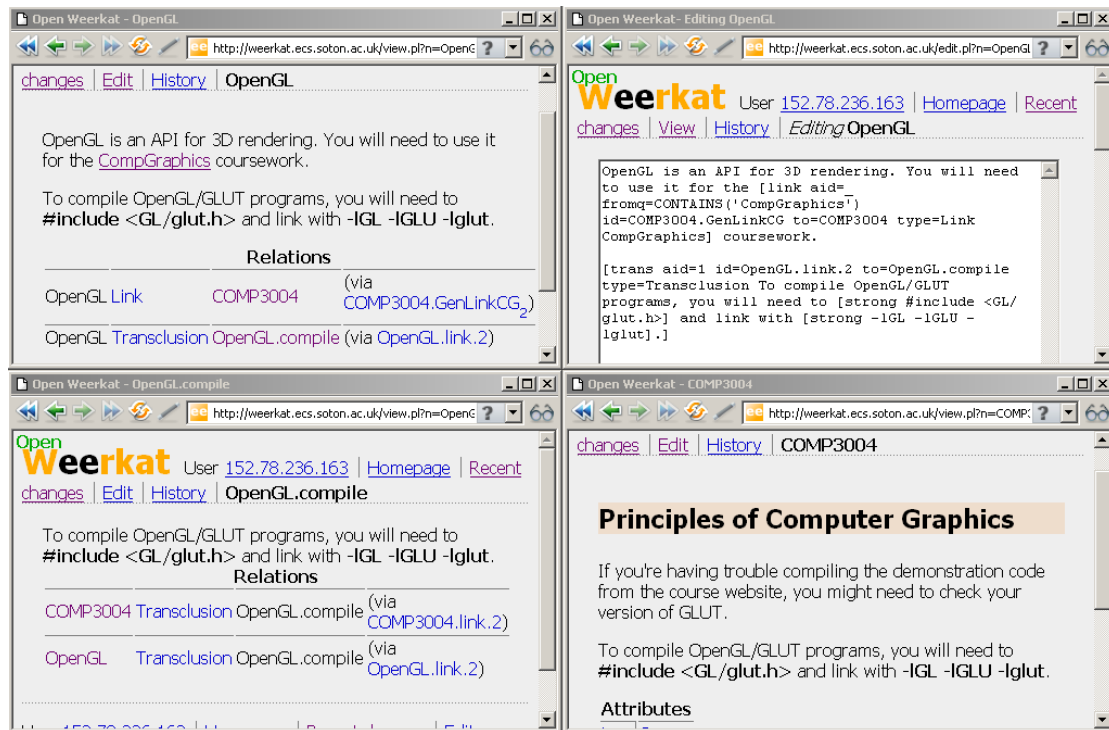 Open Weerkat - OpenGL
http://weerkat.ecs.soton.ac.uk/view.pl?n=OpenG
changes | Edit | History | OpenGL
OpenGL is an API for 3D rendering. You will need to use it
for the CompGraphics coursework.
To compile OpenGL/GLUT programs, you will need to
#include <GL/glut.h> and link with -lGL -lGLU -lglut.
Relations
OpenGL Link COMP3004 (via COMP3004.GenLinkCG2)
OpenGL Transclusion OpenGL.compile (via OpenGL.link.2)
Open Weerkat- Editing OpenGL
http://weerkat.ecs.soton.ac.uk/edit.pl?n=OpenGL
Open
Weerkat User 152.78.236.163 | Homepage | Recent
changes | View | History | Editing OpenGL
OpenGL is an API for 3D rendering. You will need
to use it for the [link aid=_
fromq=CONTAINS('CompGraphics')
id=COMP3004.GenLinkCG to=COMP3004 type=Link
CompGraphics] coursework.
[trans aid=1 id=OpenGL.link.2 to=OpenGL.compile
type=Transclusion To compile OpenGL/GLUT
programs, you will need to [strong #include <GL/
glut.h>] and link with [strong -lGL -lGLU -
lglut].]
Open Weerkat - OpenGL.compile
http://weerkat.ecs.soton.ac.uk/view.pl?n=OpenG
Open
Weerkat User 152.78.236.163 | Homepage | Recent
changes | Edit | History | OpenGL.compile
To compile OpenGL/GLUT programs, you will need to
#include <GL/glut.h> and link with -lGL -lGLU -lglut.
Relations
COMP3004 Transclusion OpenGL.compile (via COMP3004.link.2)
OpenGL Transclusion OpenGL.compile (via OpenGL.link.2)
Open Weerkat - COMP3004
http://weerkat.ecs.soton.ac.uk/view.pl?n=COMP
changes | Edit | History | COMP3004
Principles of Computer Graphics
If you're having trouble compiling the demonstration code
from the course website, you might need to check your
version of GLUT.
To compile OpenGL/GLUT programs, you will need to
#include <GL/glut.h> and link with -lGL -lGLU -lglut.
Attributes